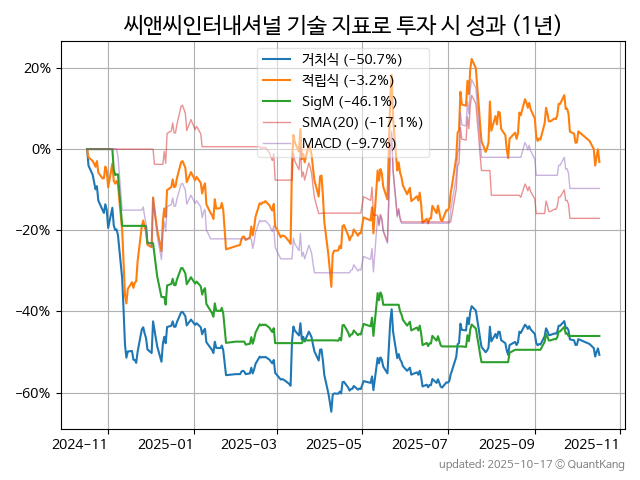 씨앤씨인터내셔널 기술 지표로 투자 시 성과 (1년)
거치식 (−50.7%)
적립식 (−3.2%)
SigM (−46.1%)
SMA(20) (−17.1%)
MACD (−9.7%)
20%
0%
−20%
−40%
−60%
2024−11
2025−01
2025−03
2025−05
2025−07
2025−09
2025−11
updated: 2025-10-17 © QuantKang